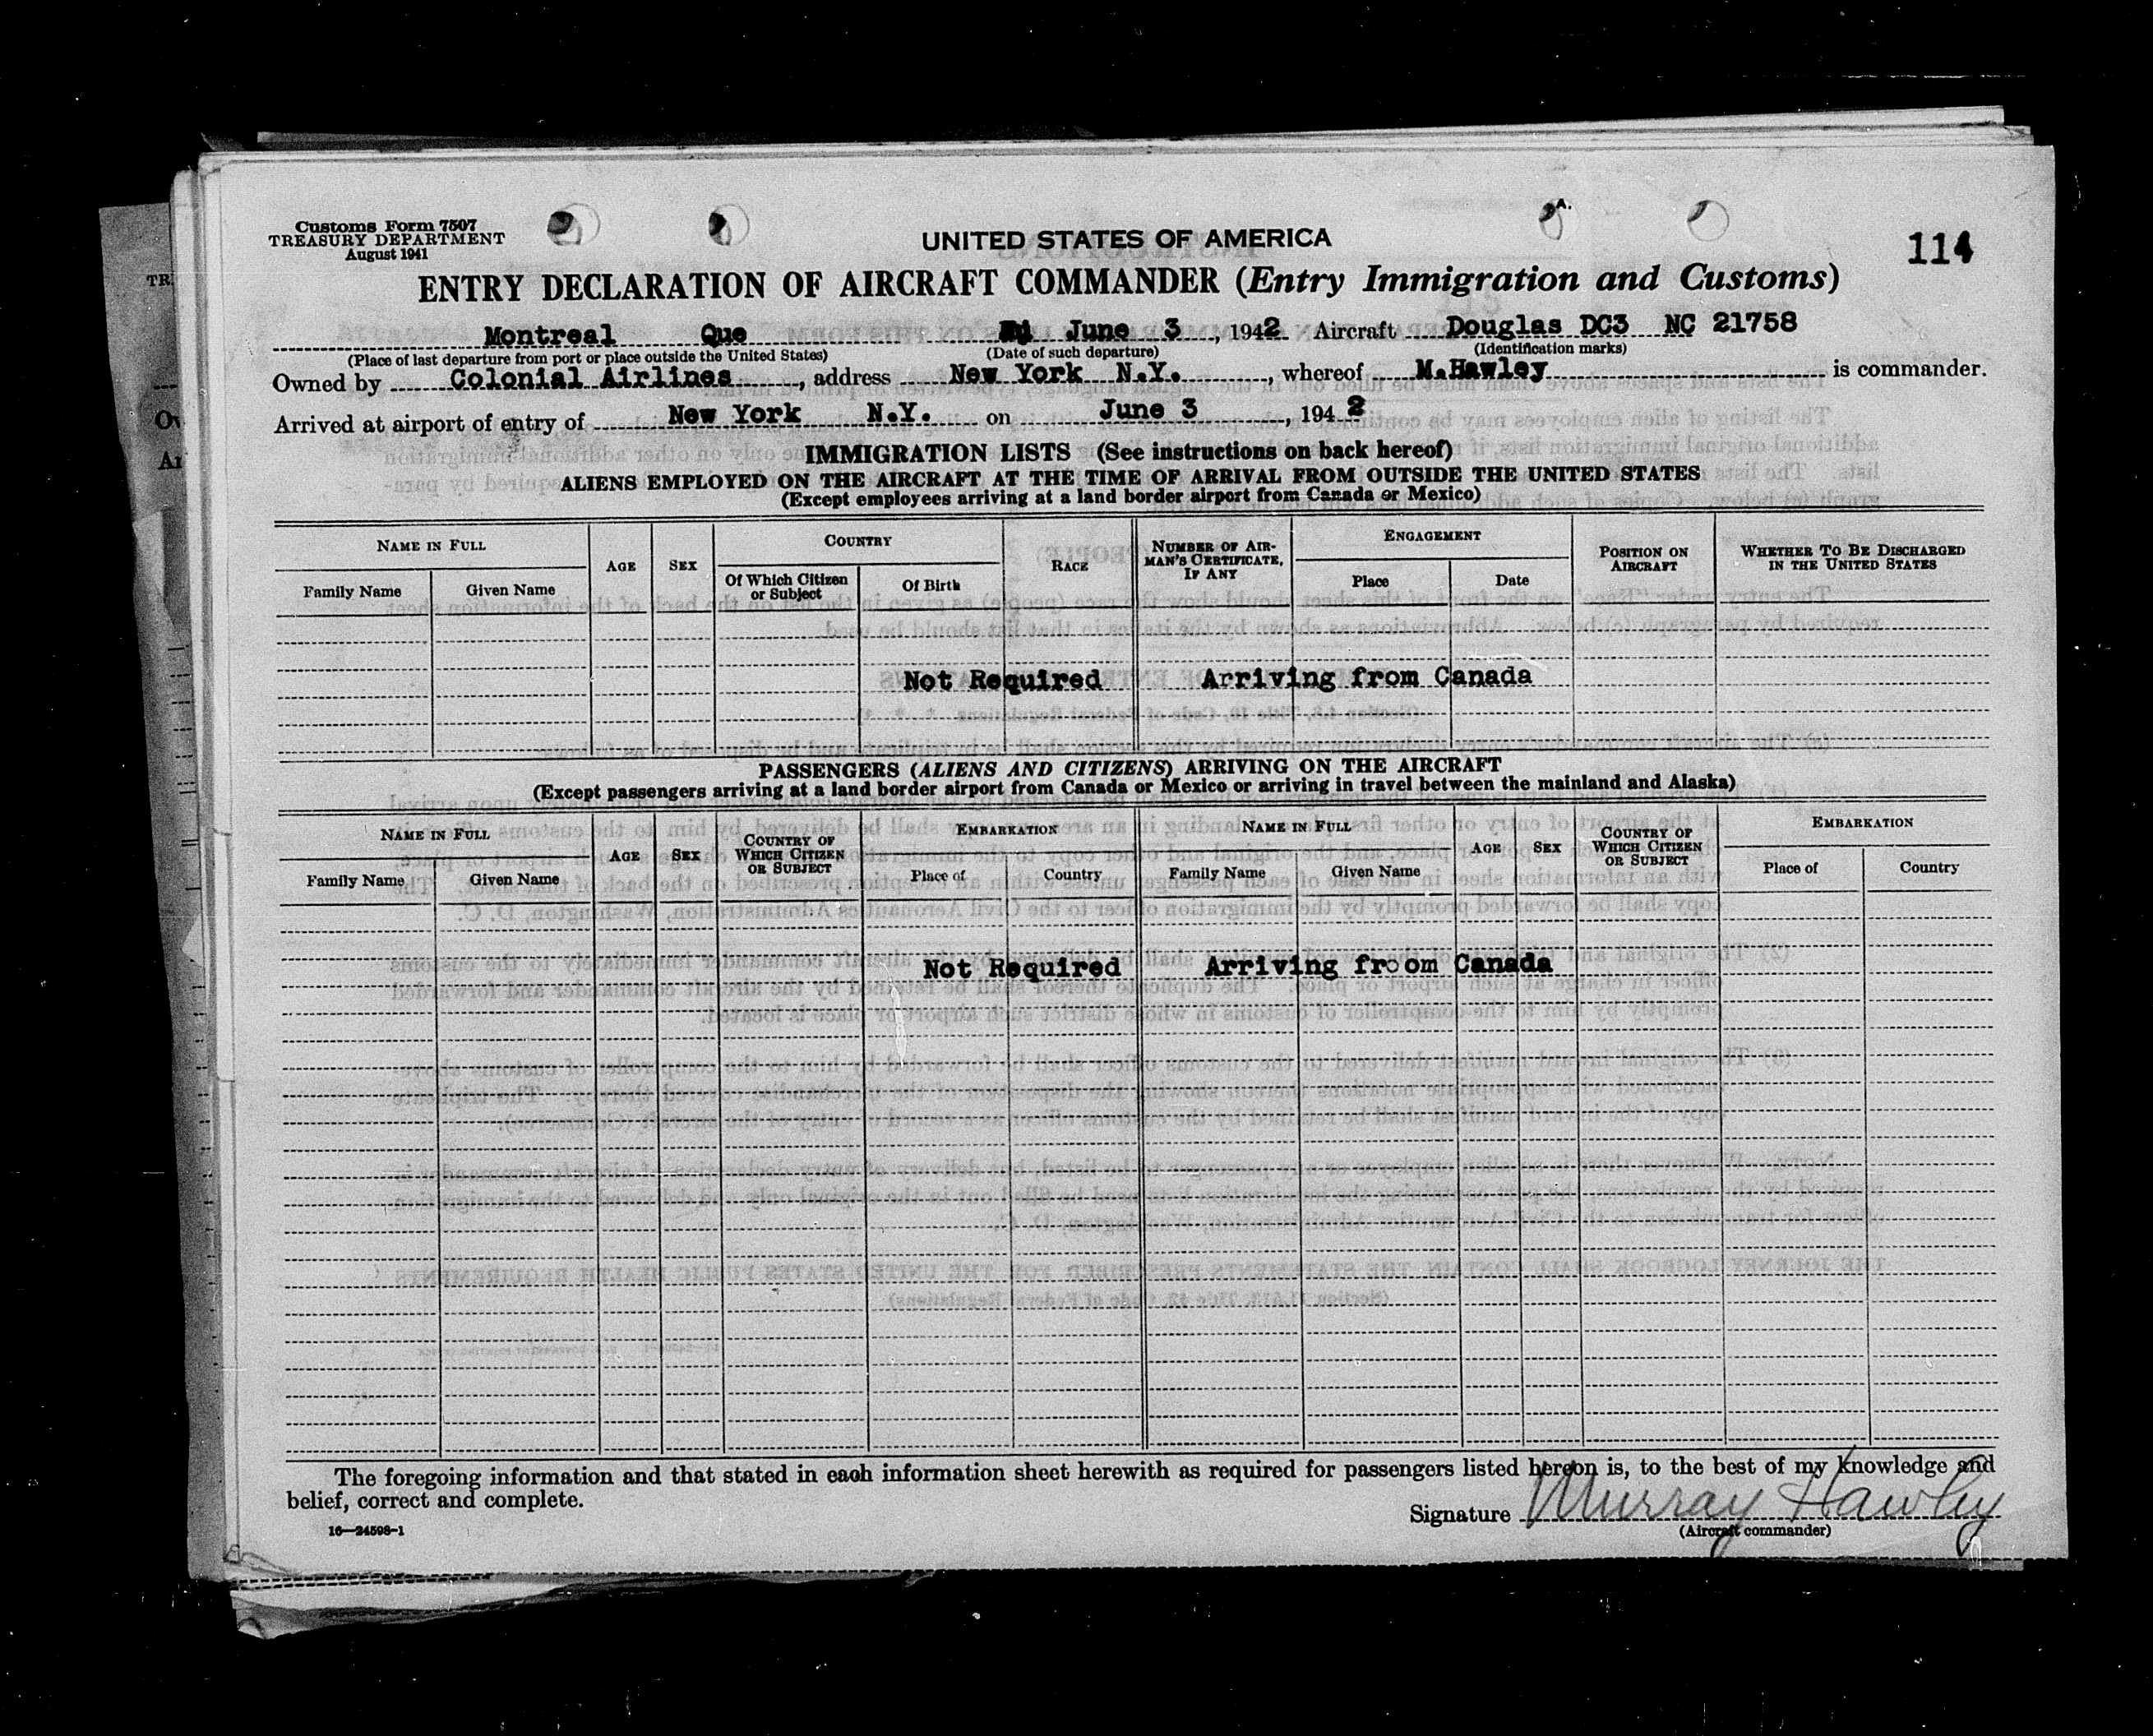 Customs Form 7507
TREASURY DEPARTMENT
August 1941
UNITED STATES OF AMERICA
114
ENTRY DECLARATION OF AIRCRAFT COMMANDER (Entry Immigration and Customs)
Montreal Que June 3, 1942 Aircraft Douglas DC3 NC 21758
(Place of last departure from port or place outside the United States) (Date of such departure) (Identification marks)
Owned by Colonial Airlines, address New York N.Y., whereof M.Hawley is commander.
Arrived at airport of entry of New York N.Y. on June 3, 1942
IMMIGRATION LISTS (See instructions on back hereof)
ALIENS EMPLOYED ON THE AIRCRAFT AT THE TIME OF ARRIVAL FROM OUTSIDE THE UNITED STATES
(Except employees arriving at a land border airport from Canada or Mexico)
NAME IN FULL AGE SEX COUNTRY RACE NUMBER OF AIRMAN'S CERTIFICATE, IF ANY ENGAGEMENT POSITION ON AIRCRAFT WHETHER TO BE DISCHARGED IN THE UNITED STATES
Family Name Given Name Of Which Citizen or Subject Of Birth Place Date
Not Required Arriving from Canada
PASSENGERS (ALIENS AND CITIZENS) ARRIVING ON THE AIRCRAFT
(Except passengers arriving at a land border airport from Canada or Mexico or arriving in travel between the mainland and Alaska)
NAME IN FULL AGE SEX COUNTRY OF WHICH CITIZEN OR SUBJECT EMBARKATION NAME IN FULL AGE SEX COUNTRY OF WHICH CITIZEN OR SUBJECT EMBARKATION
Family Name Given Name Place of Country Family Name Given Name Place of Country
Not Required Arriving froom Canada
The foregoing information and that stated in each information sheet herewith as required for passengers listed hereon is, to the best of my knowledge and
belief, correct and complete.
Signature Murray Hawley
16—24598-1
(Aircraft commander)